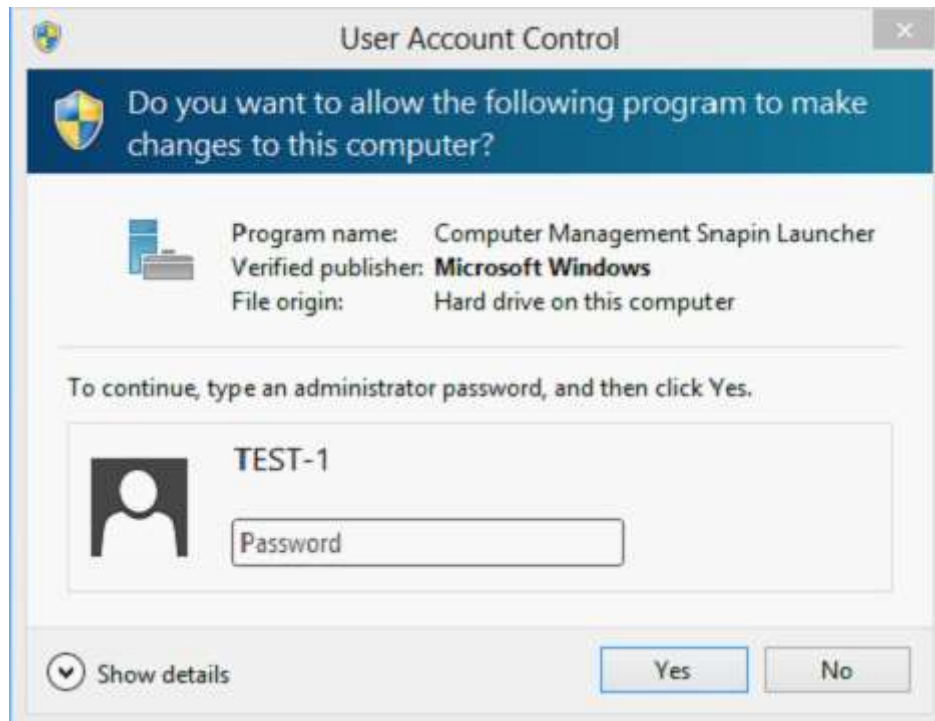 User Account Control
Do you want to allow the following program to make
changes to this computer?
Program name: Computer Management Snapin Launcher
Verified publisher: Microsoft Windows
File origin: Hard drive on this computer
To continue, type an administrator password, and then click Yes.
TEST-1
Password
Show details
Yes
No